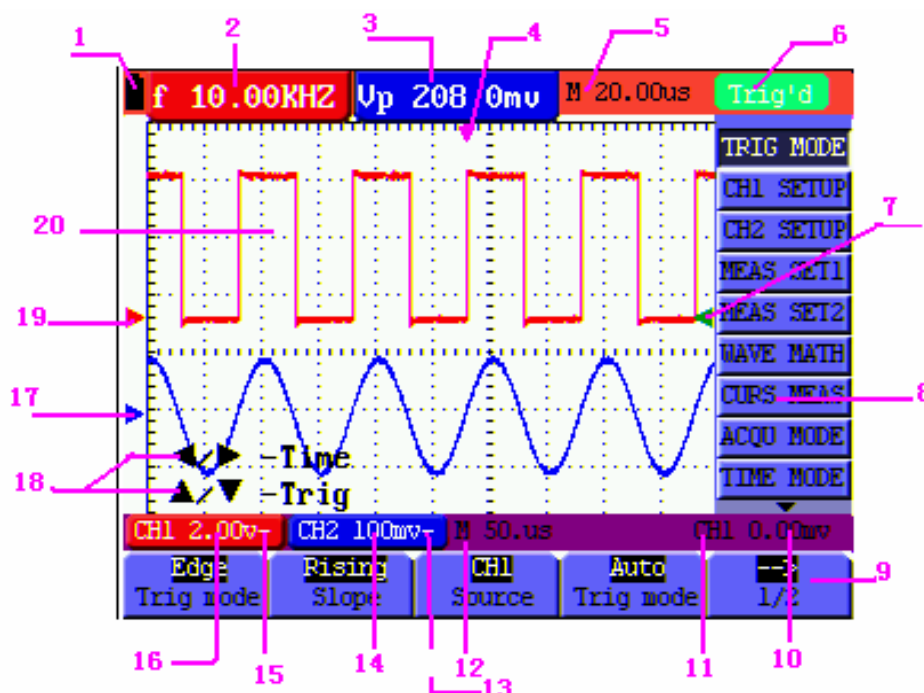 1 2 3 4 5 6
f 10.00KHZ Vp 208 0mv M 20.00us Trig'd
TRIG MODE
CH1 SETUP
7
20
CH2 SETUP
MEAS SET1
19
MEAS SET2
WAVE MATH
17
CURS MEAS
8
ACQU MODE
18
-Time
TIME MODE
-Trig
CH1 2.00v- CH2 100mv- M 50.us CH1 0.00mv
Edge Rising CH1 Auto -->
9
Trig mode Slope Source Trig mode 1/2
16 15 14 12 11 10
13